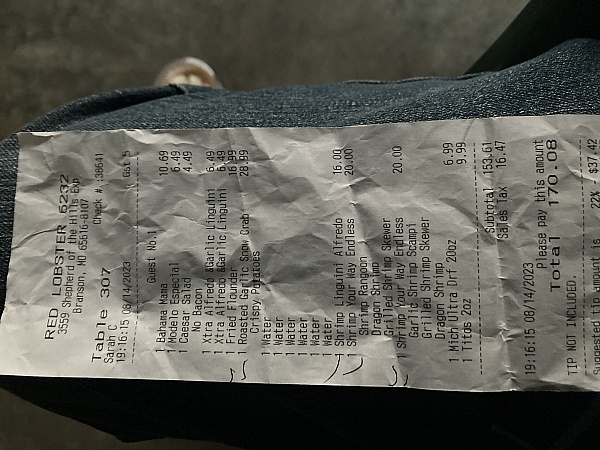 RED LOBSTER 6232
3559 Shepherd of the Hills Exp
Branson, MO 65616-8107
Table 307 Check #. 38641
Sarah C Gst 5
19:16:15 08/14/2023
Guest No.1
1 Bahama Mama 10.69
1 Modelo Especial 6.49
1 Caesar Salad 4.49
No Bacon
1 Xtra Alfredo &Garlic Linguini 6.49
1 Xtra Alfredo &Garlic Linguini 6.49
1 Fried Flounder 16.99
1 Roasted Garlic Snow Crab 28.99
Crispy Potatoes
1 Water
1 Water
1 Water
1 Water
1 Water
1 Shrimp Linguini Alfredo 16.00
1 Shrimp Your Way Endless 20.00
Shrimp
Dragon Shrimp
Grilled Shrimp Skewer
1 Shrimp Your Way Endless 20.00
Garlic Shrimp Scampi
Grilled Shrimp Skewer
Dragon Shrimp
1 Mich Ultra Drf 20oz 6.99
1 Titos 2oz 9.99
Subtotal 153.61
Sales Tax 16.47
19:16:15 08/14/2023
Please pay this amount
Total 170.08
TIP NOT INCLUDED.
Suggested tip amount is 22% $37.42